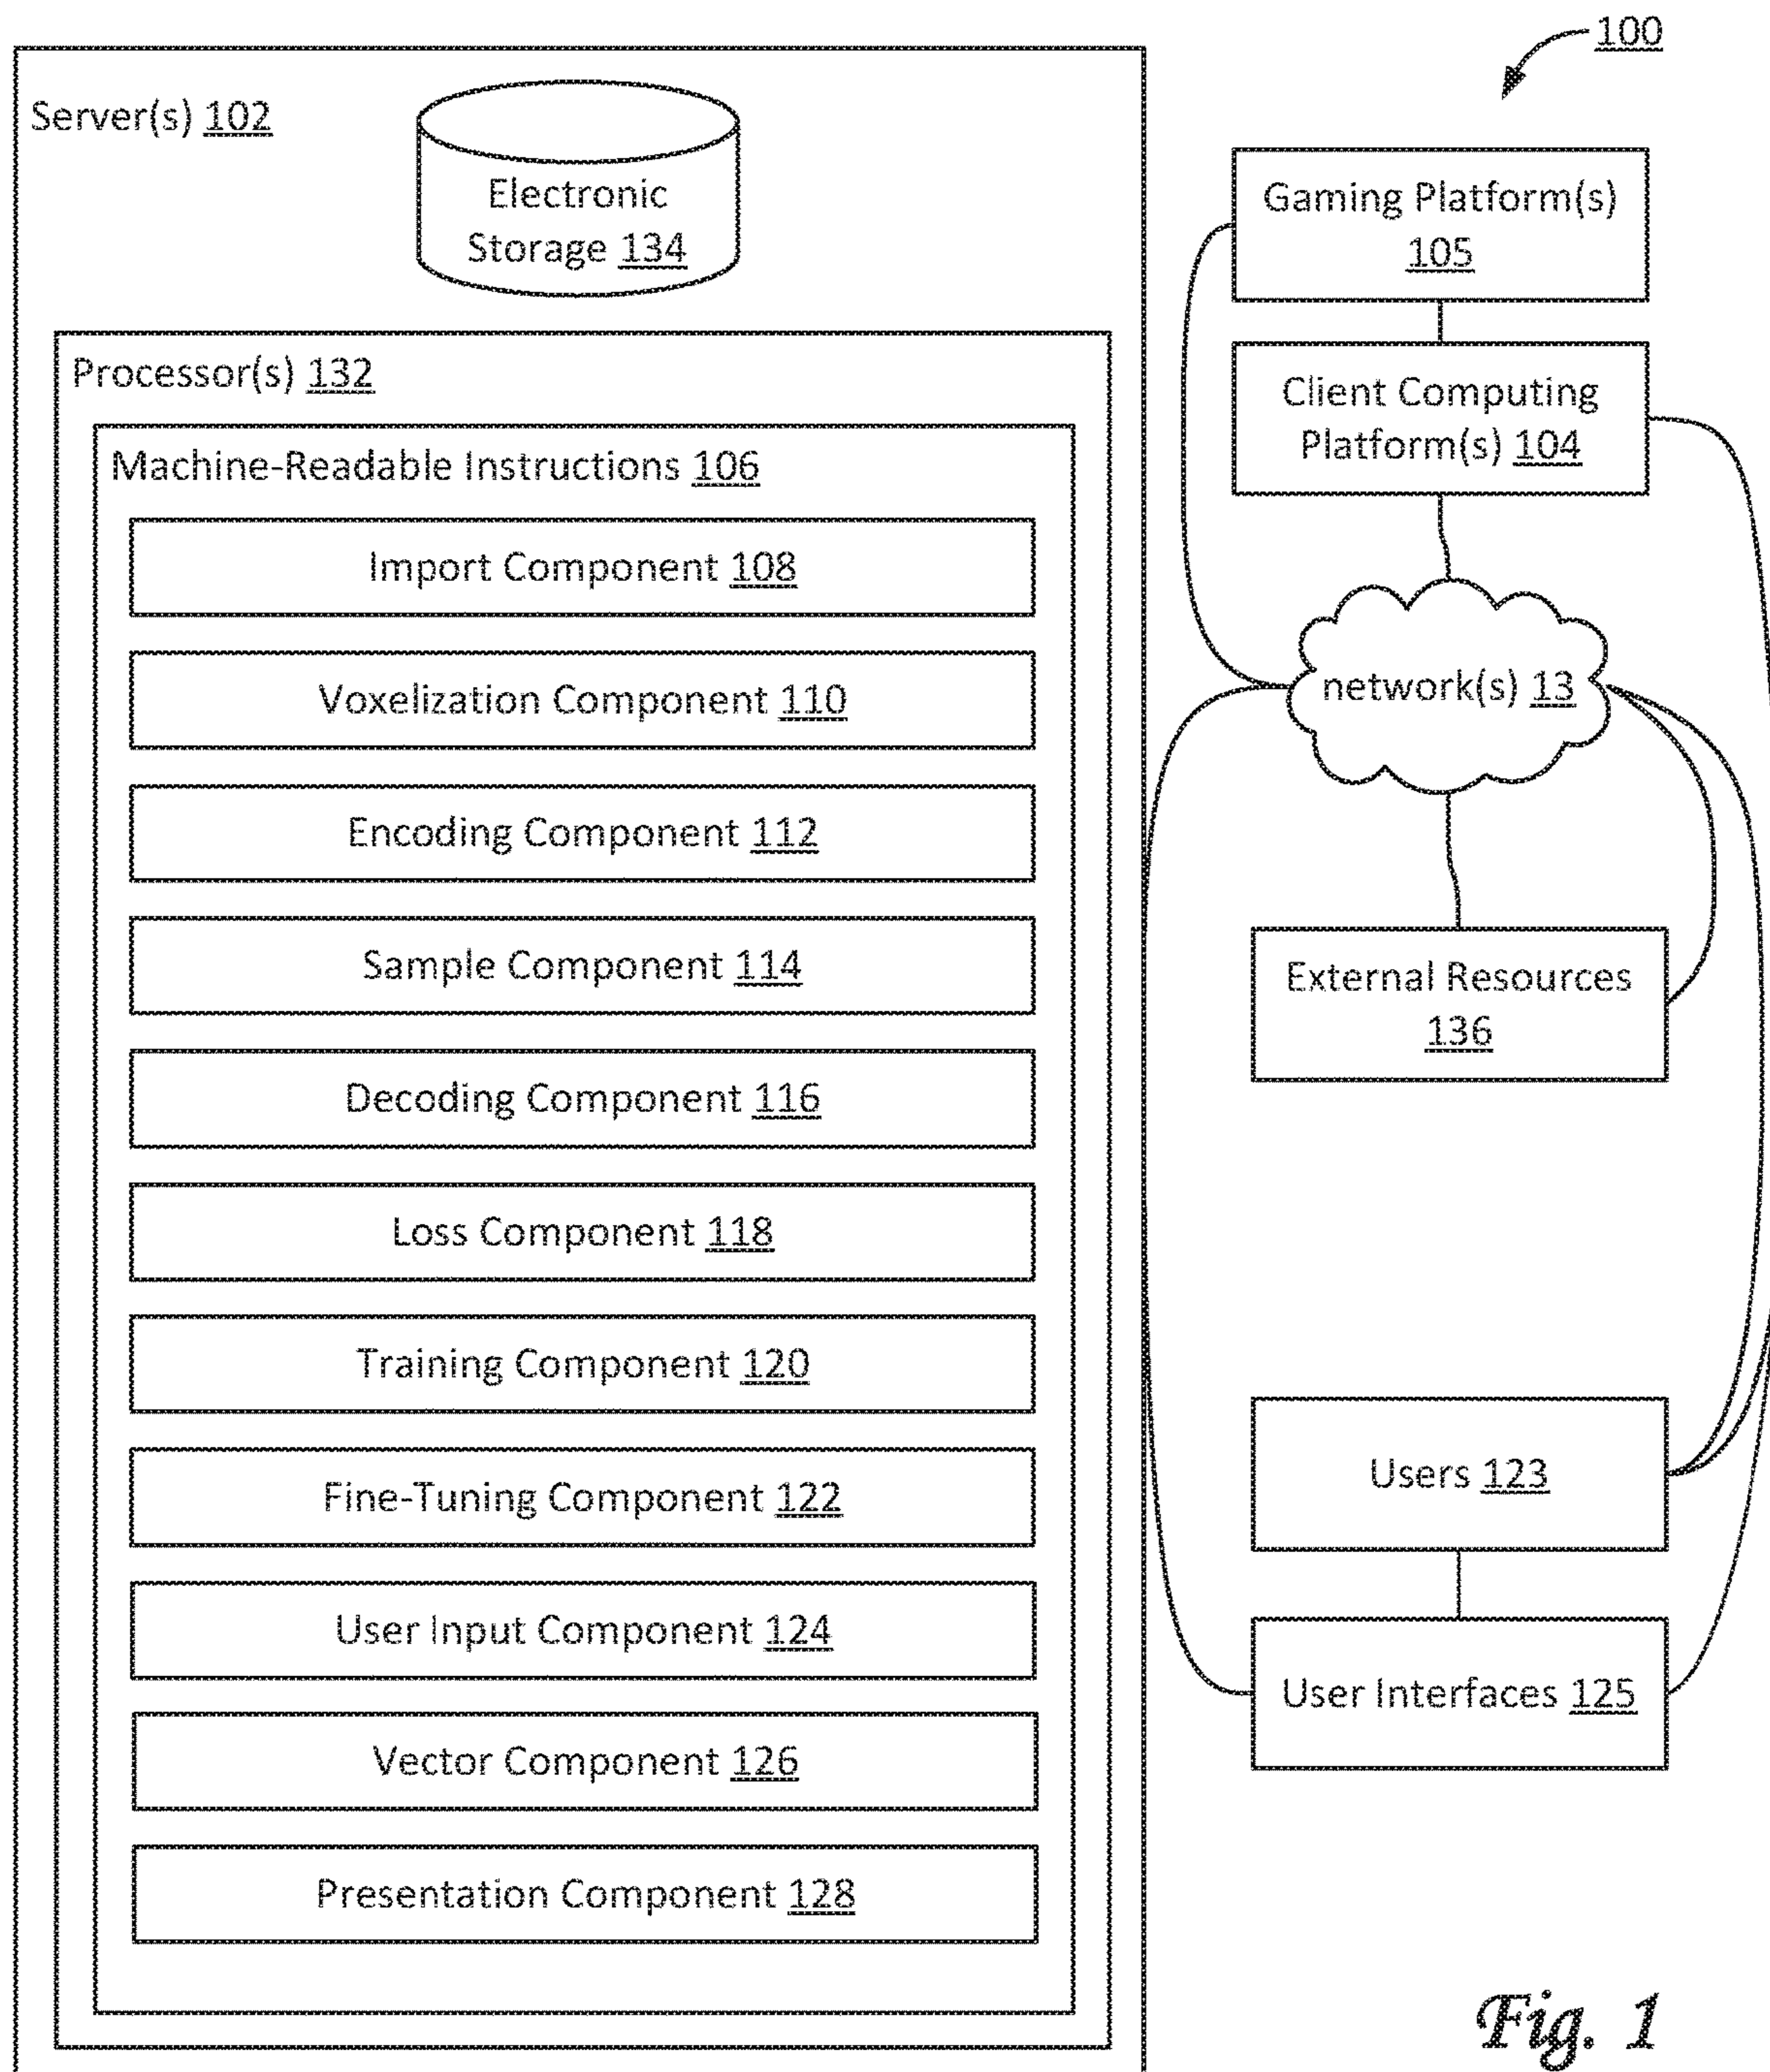 100
Server(s) 102
Electronic
Storage 134
Processor(s) 132
Machine-Readable Instructions 106
Import Component 108
Voxelization Component 110
Encoding Component 112
Sample Component 114
Decoding Component 116
Loss Component 118
Training Component 120
Fine-Tuning Component 122
User Input Component 124
Vector Component 126
Presentation Component 128
Gaming Platform(s)
105
Client Computing
Platform(s) 104
network(s) 13
External Resources
136
Users 123
User Interfaces 125
Fig. 1